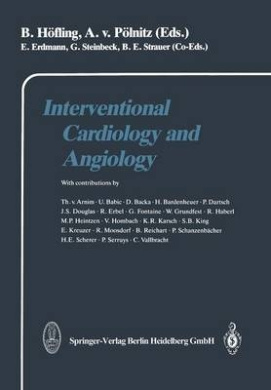 B. Höfling, A. v. Pölnitz (Eds.)
E. Erdmann, G. Steinbeck, B. E. Strauer (Co-Eds.)
Interventional
Cardiology and
Angiology
With contributions by
Th. v. Arnim · U. Babic · D. Backa · H. Bardenheuer · P. Dartsch
J.S. Douglas · R. Erbel · G. Fontaine · W. Grundfest · R. Haberl
M.P. Heintzen · V. Hombach · K.R. Karsch · S.B. King
E. Kreuzer · R. Moosdorf · B. Reichart · P. Schanzenbächer
H.E. Scherer · P. Serruys · C. Vallbracht
Springer-Verlag Berlin Heidelberg GmbH